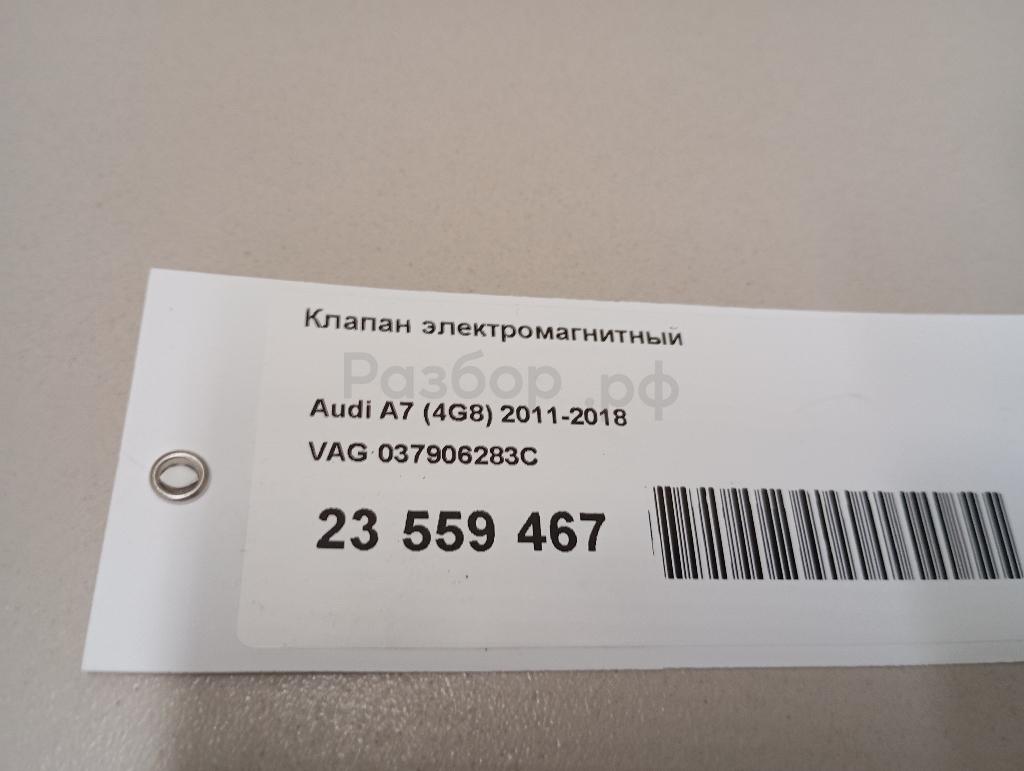 Клапан электромагнитный
Разбор.рф
Audi A7 (4G8) 2011-2018
VAG 037906283C
23 559 467